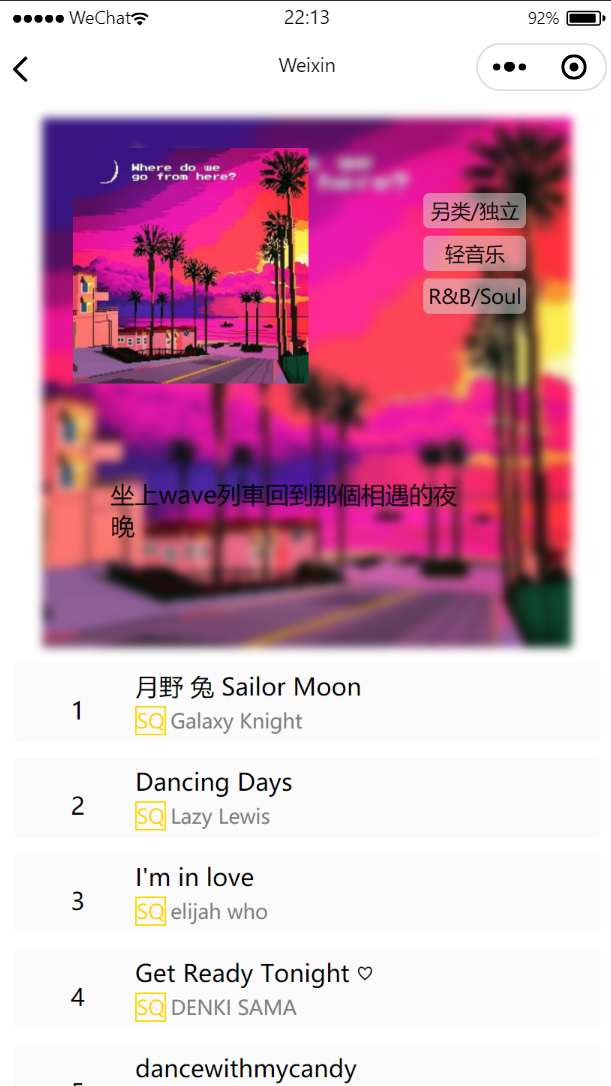 WeChat 22:13 92%
Weixin
Where do we
go from here?
另类/独立
轻音乐
R&B/Soul
坐上wave列車回到那個相遇的夜
晚
1
月野 兔 Sailor Moon
SQ Galaxy Knight
2
Dancing Days
SQ Lazy Lewis
3
I'm in love
SQ elijah who
4
Get Ready Tonight ♡
SQ DENKI SAMA
dancewithmycandy